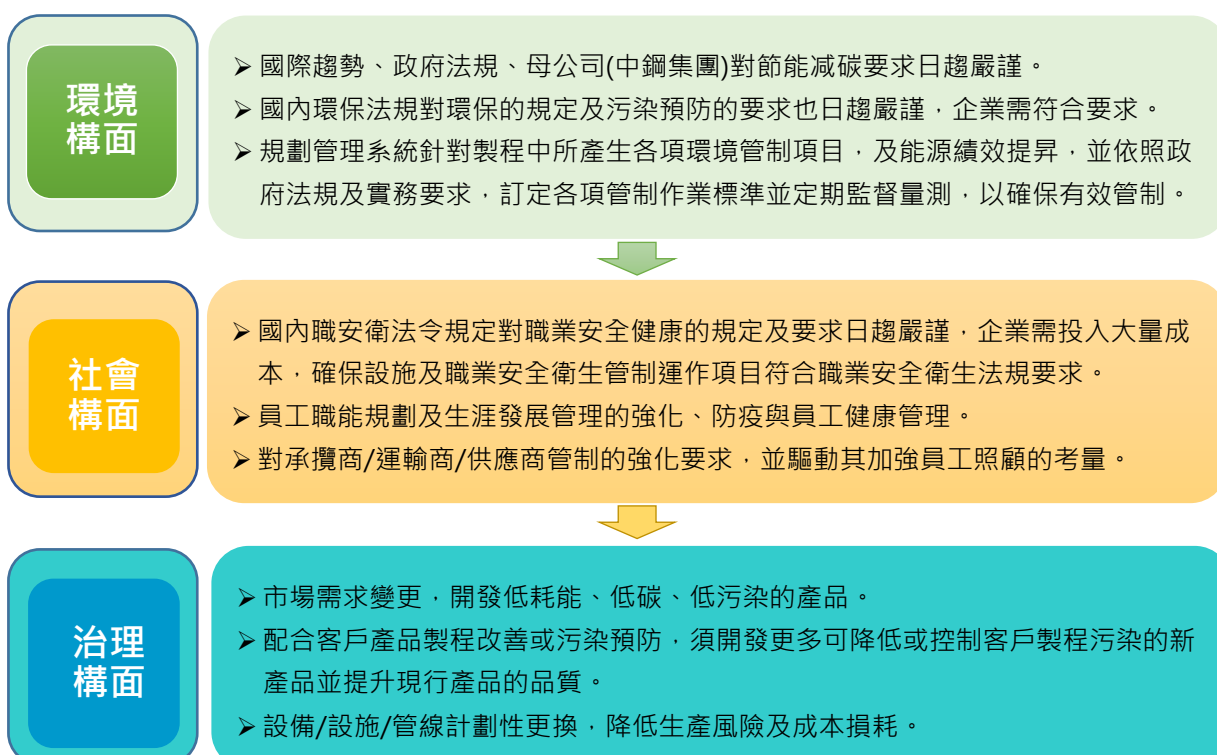 環境
構面
➢ 國際趨勢、政府法規、母公司(中鋼集團)對節能減碳要求日趨嚴謹。
➢ 國內環保法規對環保的規定及污染預防的要求也日趨嚴謹，企業需符合要求。
➢ 規劃管理系統針對製程中所產生各項環境管制項目，及能源績效提昇，並依照政
府法規及實務要求，訂定各項管制作業標準並定期監督量測，以確保有效管制。
社會
構面
➢ 國內職安衛法令規定對職業安全健康的規定及要求日趨嚴謹，企業需投入大量成
本，確保設施及職業安全衛生管制運作項目符合職業安全衛生法規要求。
➢ 員工職能規劃及生涯發展管理的強化、防疫與員工健康管理。
➢ 對承攬商/運輸商/供應商管制的強化要求，並驅動其加強員工照顧的考量。
治理
構面
➢ 市場需求變更，開發低耗能、低碳、低污染的產品。
➢ 配合客戶產品製程改善或污染預防，須開發更多可降低或控制客戶製程污染的新
產品並提升現行產品的品質。
➢ 設備/設施/管線計劃性更換，降低生產風險及成本損耗。